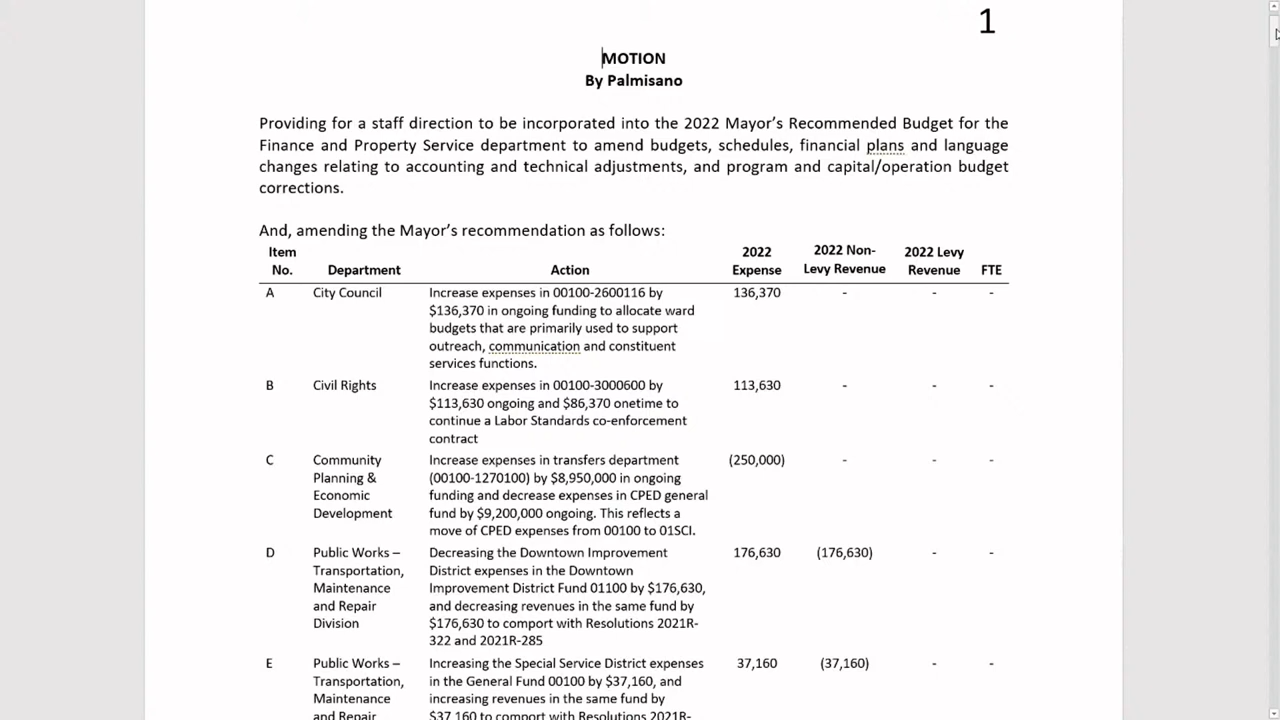 1
MOTION
By Palmisano
Providing for a staff direction to be incorporated into the 2022 Mayor's Recommended Budget for the
Finance and Property Service department to amend budgets, schedules, financial plans and language
changes relating to accounting and technical adjustments, and program and capital/operation budget
corrections.
And, amending the Mayor's recommendation as follows:
Item No. Department Action 2022 Expense 2022 Non-Levy Revenue 2022 Levy Revenue FTE
A City Council Increase expenses in 00100-2600116 by 136,370 - - -
$136,370 in ongoing funding to allocate ward
budgets that are primarily used to support
outreach, communication and constituent
services functions.
B Civil Rights Increase expenses in 00100-3000600 by 113,630 - - -
$113,630 ongoing and $86,370 onetime to
continue a Labor Standards co-enforcement
contract
C Community Increase expenses in transfers department (250,000) - - -
Planning & (00100-1270100) by $8,950,000 in ongoing
Economic funding and decrease expenses in CPED general
Development fund by $9,200,000 ongoing. This reflects a
move of CPED expenses from 00100 to 01SCI.
D Public Works – Decreasing the Downtown Improvement 176,630 (176,630) - -
Transportation, District expenses in the Downtown
Maintenance Improvement District Fund 01100 by $176,630,
and Repair and decreasing revenues in the same fund by
Division $176,630 to comport with Resolutions 2021R-
322 and 2021R-285
E Public Works – Increasing the Special Service District expenses 37,160 (37,160) - -
Transportation, in the General Fund 00100 by $37,160, and
Maintenance increasing revenues in the same fund by
and Repair $37,160 to comport with Resolutions 2021R-